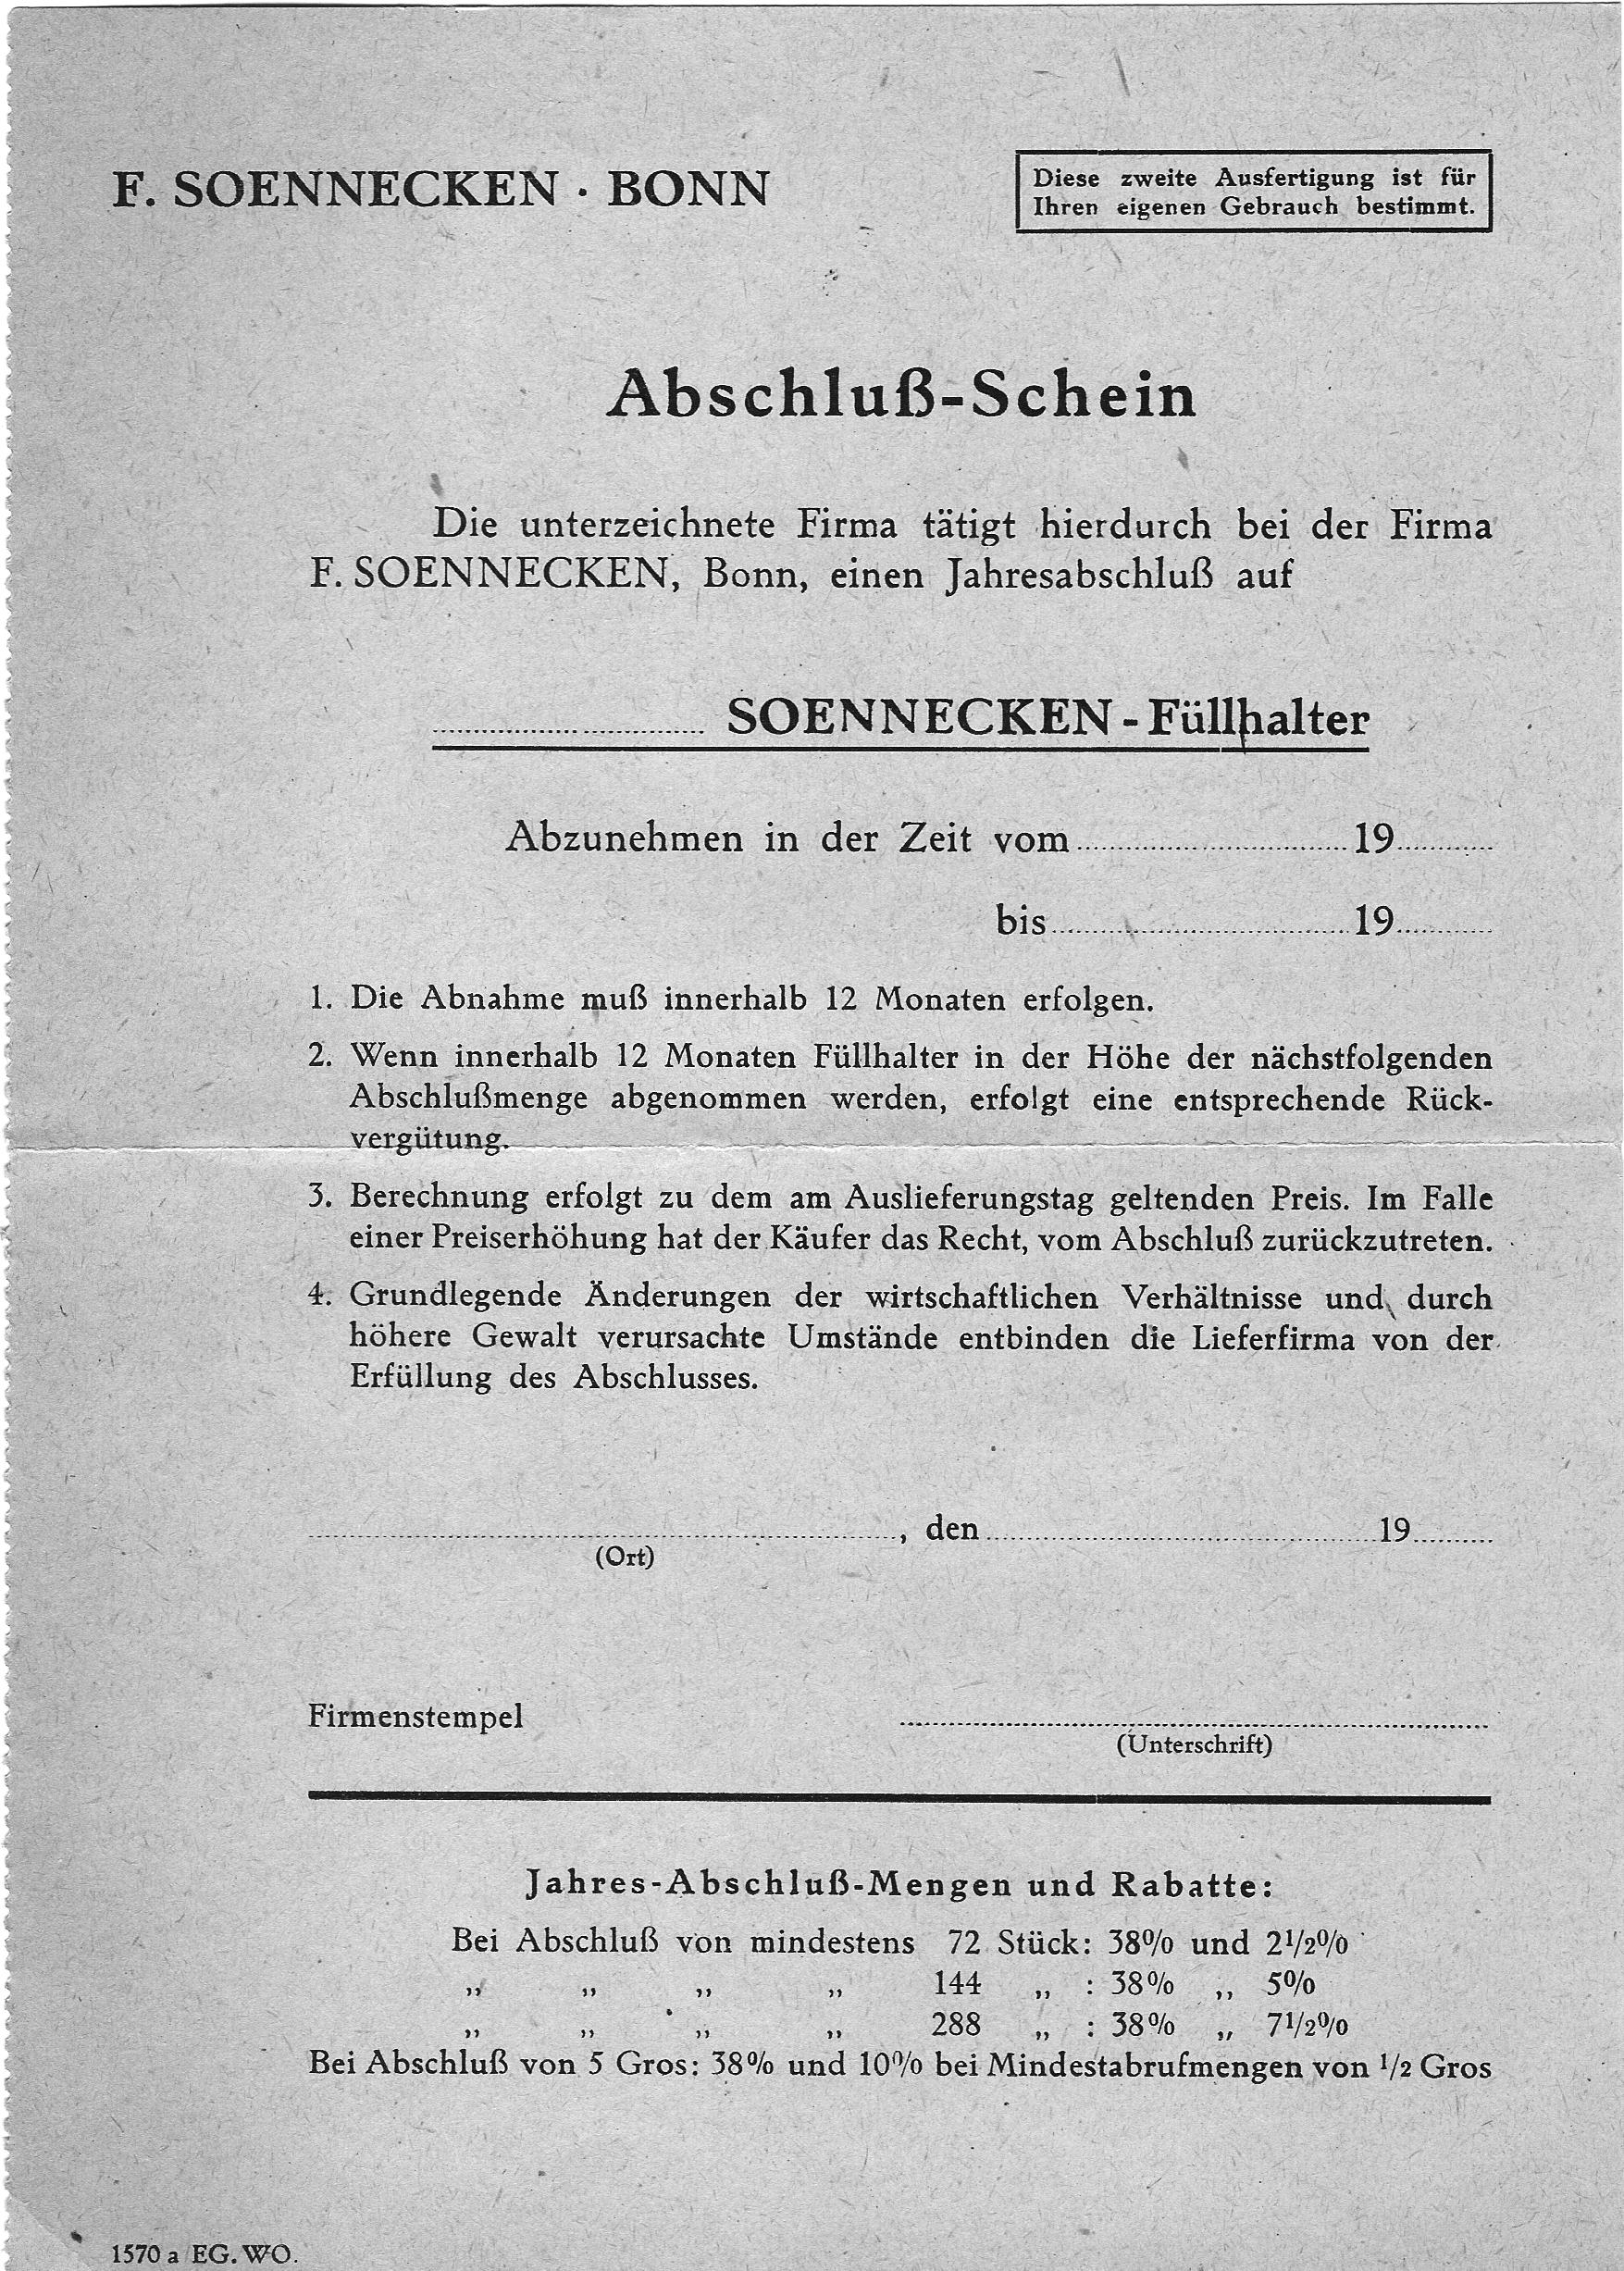 F. SOENNECKEN · BONN
Diese zweite Ausfertigung ist für
Ihren eigenen Gebrauch bestimmt.
Abschluß-Schein
Die unterzeichnete Firma tätigt hierdurch bei der Firma
F. SOENNECKEN, Bonn, einen Jahresabschluß auf
.............................. SOENNECKEN - Füllhalter
Abzunehmen in der Zeit vom .............................. 19..........
bis .............................. 19..........
1. Die Abnahme muß innerhalb 12 Monaten erfolgen.
2. Wenn innerhalb 12 Monaten Füllhalter in der Höhe der nächstfolgenden
Abschlußmenge abgenommen werden, erfolgt eine entsprechende Rück-
vergütung.
3. Berechnung erfolgt zu dem am Auslieferungstag geltenden Preis. Im Falle
einer Preiserhöhung hat der Käufer das Recht, vom Abschluß zurückzutreten.
4. Grundlegende Änderungen der wirtschaftlichen Verhältnisse und durch
höhere Gewalt verursachte Umstände entbinden die Lieferfirma von der
Erfüllung des Abschlusses.
.............................., den .............................. 19..........
(Ort)
Firmenstempel ..............................
(Unterschrift)
Jahres-Abschluß-Mengen und Rabatte:
Bei Abschluß von mindestens 72 Stück: 38% und 2½%
„ „ „ „ 144 „ : 38% „ 5%
„ „ „ „ 288 „ : 38% „ 7½%
Bei Abschluß von 5 Gros: 38% und 10% bei Mindestabrufmengen von ½ Gros
1570 a EG. WO.